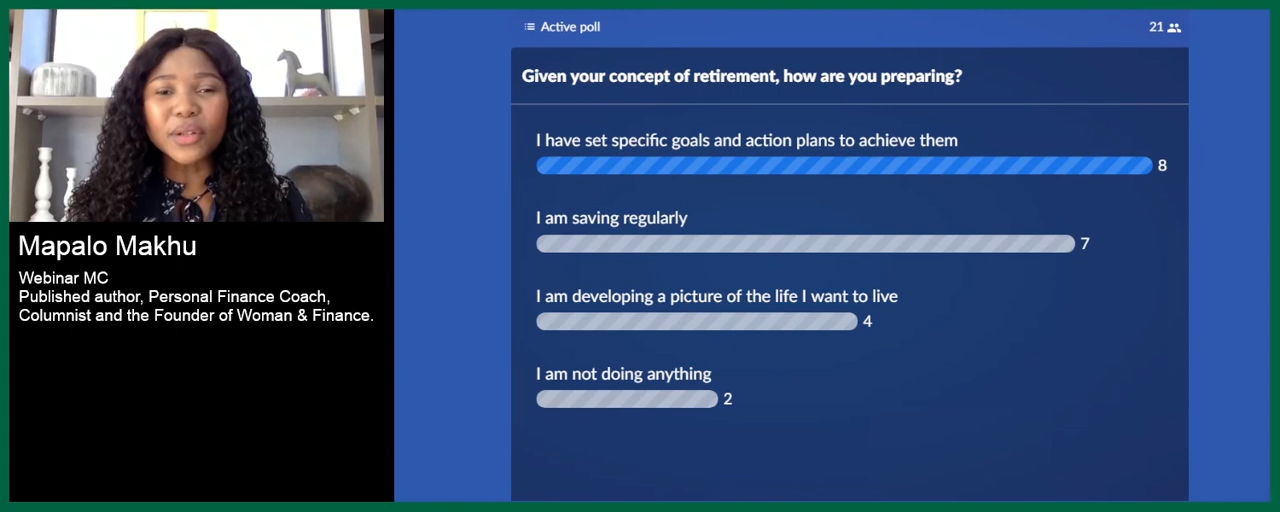 Mapalo Makhu
Webinar MC
Published author, Personal Finance Coach,
Columnist and the Founder of Woman & Finance.
Active poll
21
Given your concept of retirement, how are you preparing?
I have set specific goals and action plans to achieve them
8
I am saving regularly
7
I am developing a picture of the life I want to live
4
I am not doing anything
2